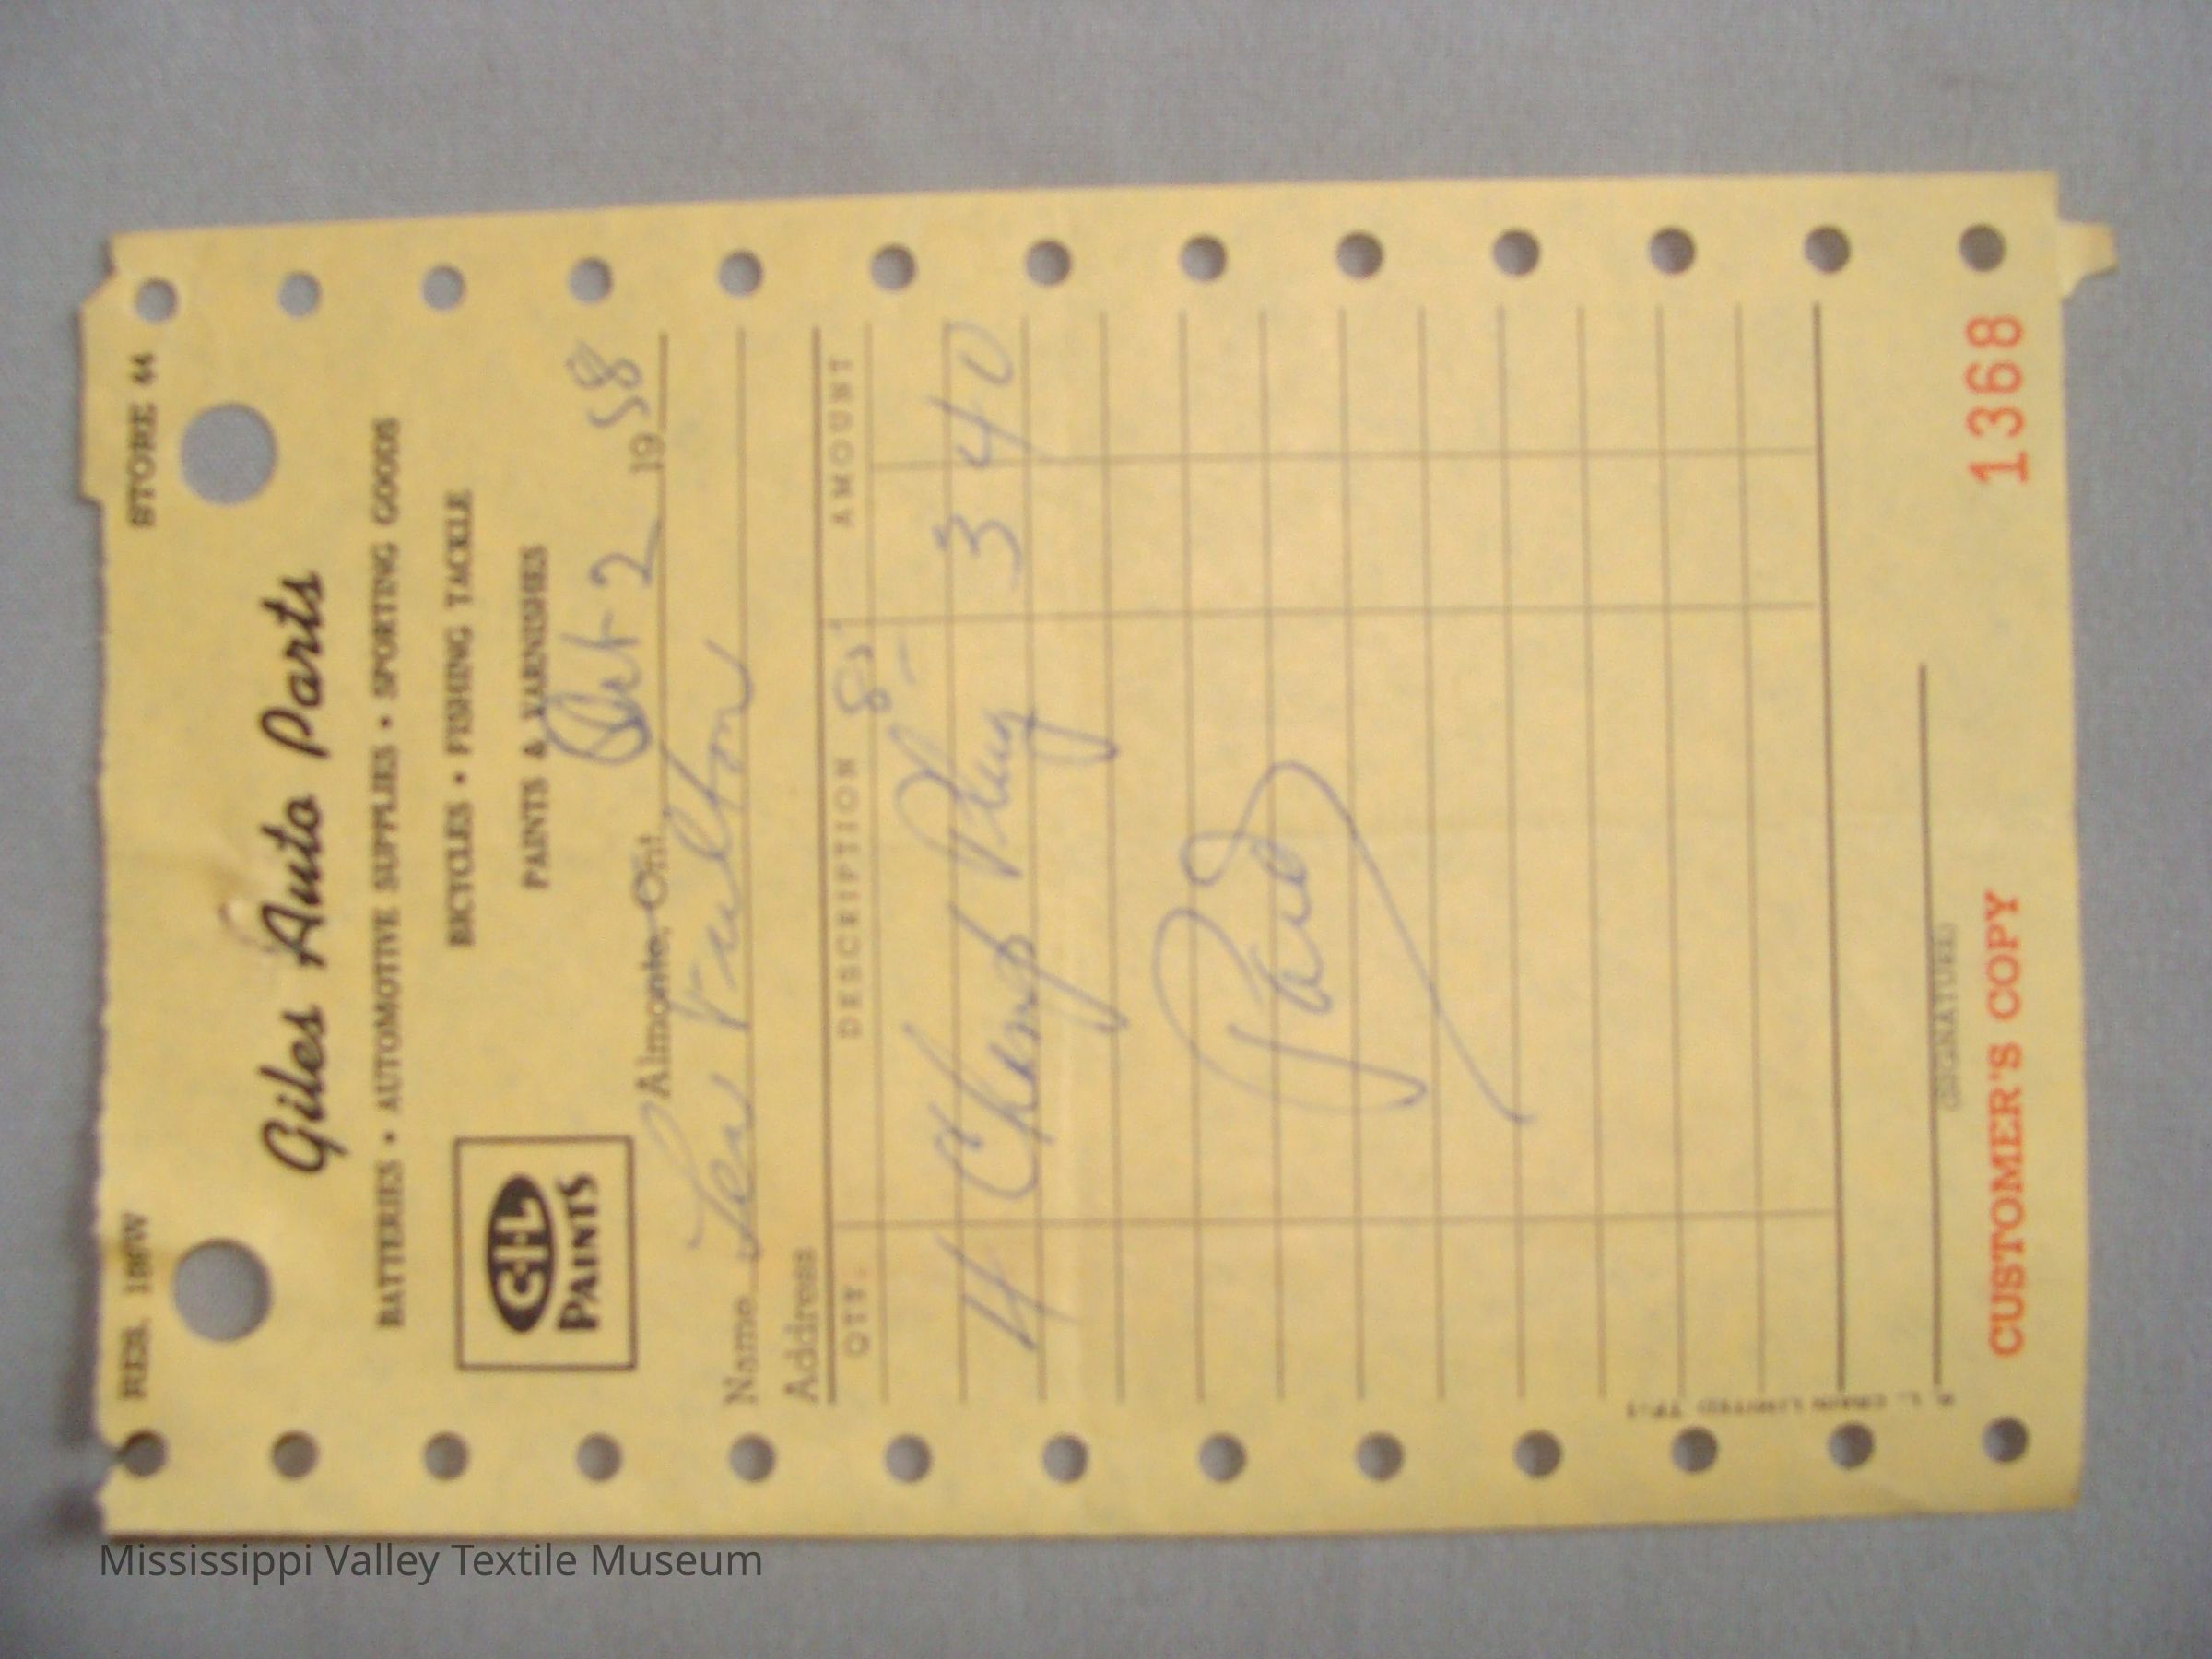 RES. 186W STORE 44
Giles Auto Parts
BATTERIES • AUTOMOTIVE SUPPLIES • SPORTING GOODS
BICYCLES • FISHING TACKLE
PAINTS & VARNISHES
C-I-L
PAINTS
Almonte, Ont Oct 2 1958
Name
Address
QTY. DESCRIPTION AMOUNT
4 Champ Plug 3 40
Paid
(SIGNATURE)
CUSTOMER'S COPY 1368
Mississippi Valley Textile Museum